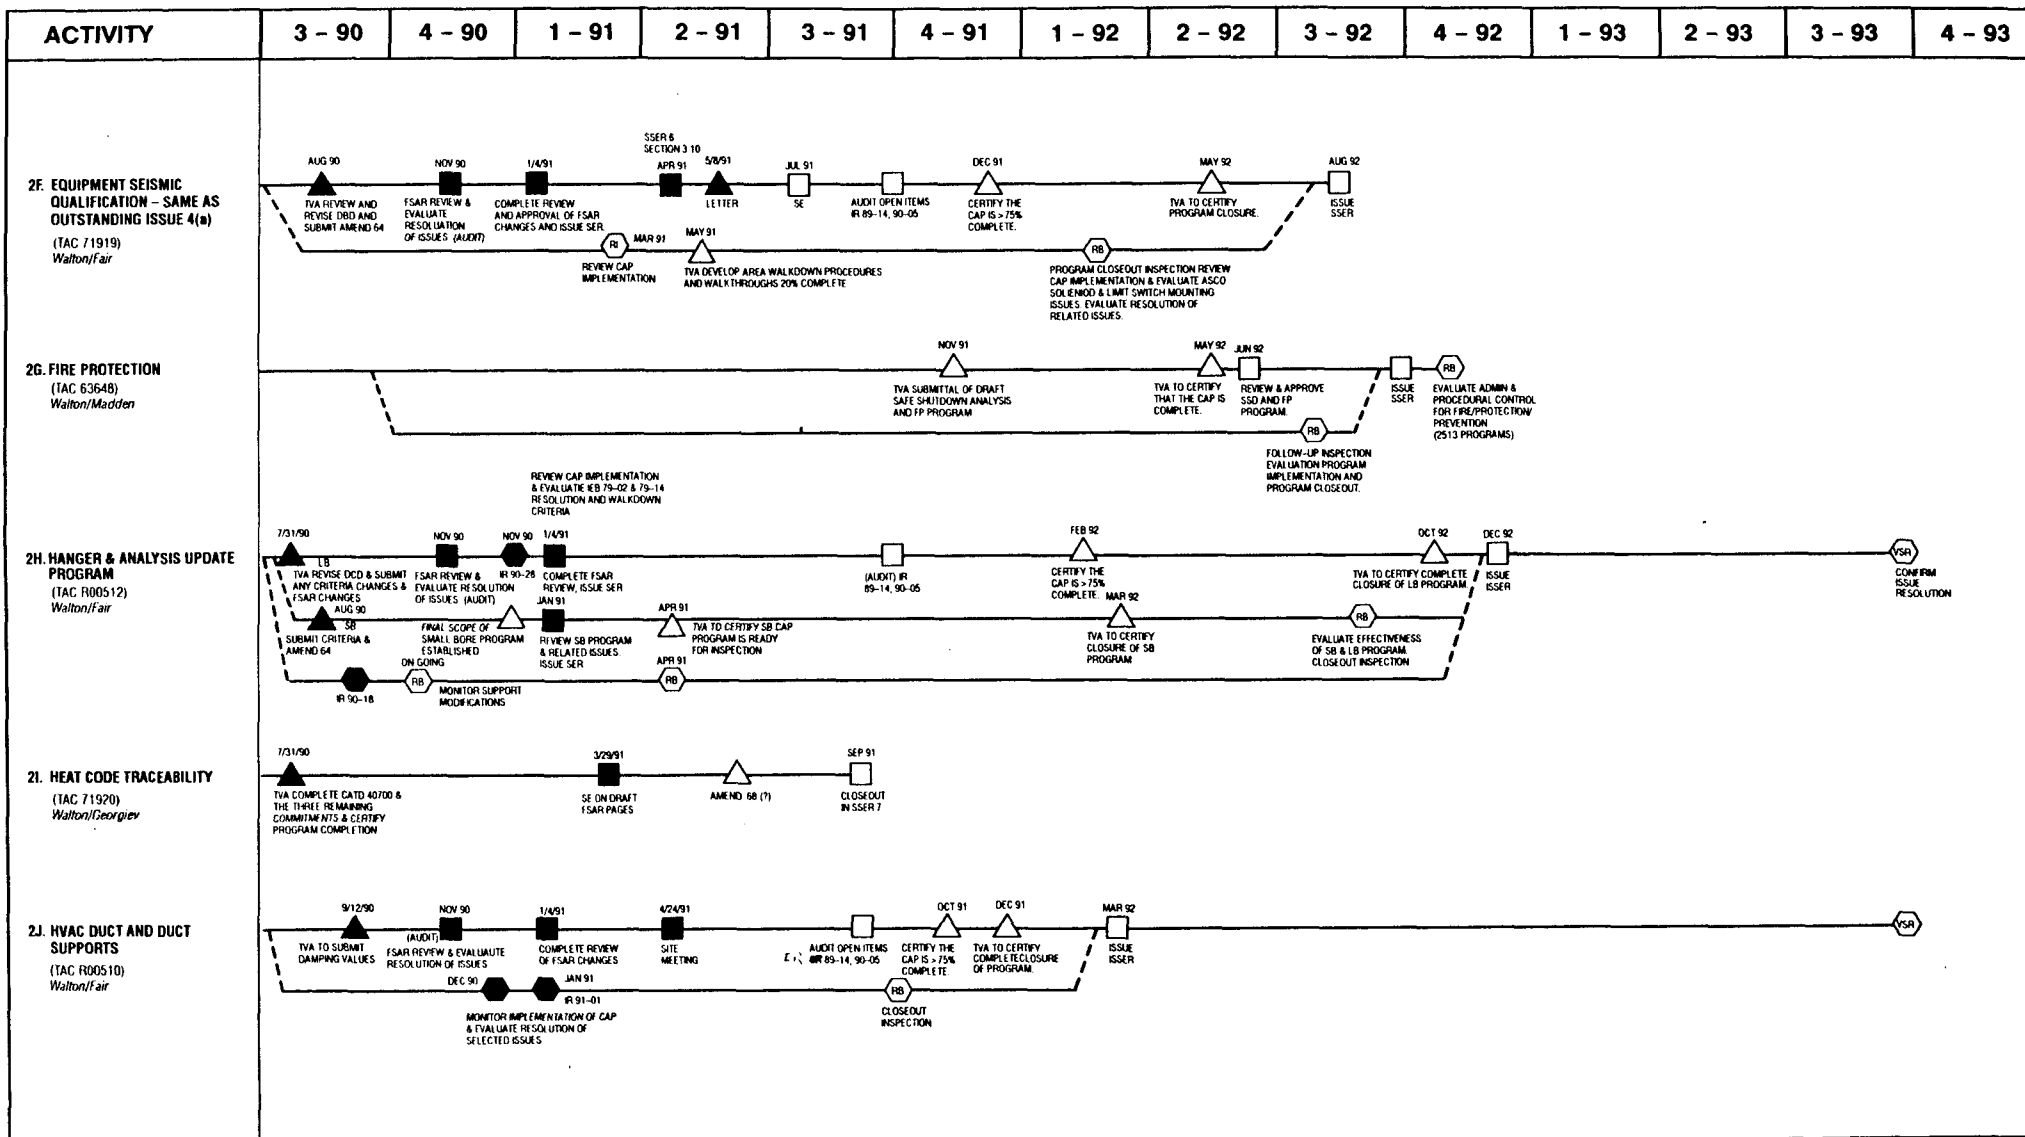 ACTIVITY 3 – 90 4 – 90 1 – 91 2 – 91 3 – 91 4 – 91 1 – 92 2 – 92 3 – 92 4 – 92 1 – 93 2 – 93 3 – 93 4 – 93
2F. EQUIPMENT SEISMIC
QUALIFICATION – SAME AS
OUTSTANDING ISSUE 4(a)
(TAC 71919)
Walton/Fair
AUG 90
TVA REVIEW AND
REVISE DBD AND
SUBMIT AMEND 64
NOV 90
FSAR REVIEW &
EVALUATE
RESOLUATION
OF ISSUES (AUDIT)
1/4/91
COMPLETE REVIEW
AND APPROVAL OF FSAR
CHANGES AND ISSUE SER
SSER 6
SECTION 3 10
APR 91
5/8/91
LETTER
JUL 91
SE
AUDIT OPEN ITEMS
IR 89–14, 90–05
DEC 91
CERTIFY THE
CAP IS >75%
COMPLETE.
MAY 92
TVA TO CERTIFY
PROGRAM CLOSURE.
AUG 92
ISSUE
SSER
RI
MAR 91
REVIEW CAP
IMPLEMENTATION
MAY 91
TVA DEVELOP AREA WALKDOWN PROCEDURES
AND WALKTHROUGHS 20% COMPLETE
RB
PROGRAM CLOSEOUT INSPECTION REVIEW
CAP IMPLEMENTATION & EVALUATE ASCO
SOLENIOD & LIMIT SWITCH MOUNTING
ISSUES. EVALUATE RESOLUTION OF
RELATED ISSUES.
2G. FIRE PROTECTION
(TAC 63648)
Walton/Madden
NOV 91
TVA SUBMITTAL OF DRAFT
SAFE SHUTDOWN ANALYSIS
AND FP PROGRAM
MAY 92
TVA TO CERTIFY
THAT THE CAP IS
COMPLETE.
JUN 92
REVIEW & APPROVE
SSD AND FP
PROGRAM.
ISSUE
SSER
RB
EVALUATE ADMIN &
PROCEDURAL CONTROL
FOR FIRE/PROTECTION/
PREVENTION
(2513 PROGRAMS)
RB
FOLLOW–UP INSPECTION
EVALUATION PROGRAM
IMPLEMENTATION AND
PROGRAM CLOSEOUT.
REVIEW CAP IMPLEMENTATION
& EVALUATE IEB 79–02 & 79–14
RESOLUTION AND WALKDOWN
CRITERIA
2H. HANGER & ANALYSIS UPDATE
PROGRAM
(TAC R00512)
Walton/Fair
7/31/90
LB
TVA REVISE DCD & SUBMIT
ANY CRITERIA CHANGES &
FSAR CHANGES
NOV 90
FSAR REVIEW &
EVALUATE RESOLUTION
OF ISSUES (AUDIT)
NOV 90
IR 90–28
1/4/91
COMPLETE FSAR
REVIEW, ISSUE SER
(AUDIT) IR
89–14, 90–05
FEB 92
CERTIFY THE
CAP IS >75%
COMPLETE.
OCT 92
TVA TO CERTIFY COMPLETE
CLOSURE OF LB PROGRAM.
DEC 92
ISSUE
ISSER
VSR
CONFIRM
ISSUE
RESOLUTION
AUG 90
SB
SUBMIT CRITERIA &
AMEND 64
FINAL SCOPE OF
SMALL BORE PROGRAM
ESTABLISHED
JAN 91
REVIEW SB PROGRAM
& RELATED ISSUES.
ISSUE SER
APR 91
TVA TO CERTIFY SB CAP
PROGRAM IS READY
FOR INSPECTION
MAR 92
TVA TO CERTIFY
CLOSURE OF SB
PROGRAM
RB
EVALUATE EFFECTIVENESS
OF SB & LB PROGRAM.
CLOSEOUT INSPECTION
IR 90–18
ON GOING
RB
MONITOR SUPPORT
MODIFICATIONS
APR 91
RB
2I. HEAT CODE TRACEABILITY
(TAC 71920)
Walton/Georgiev
7/31/90
TVA COMPLETE CATD 40700 &
THE THREE REMAINING
COMMITMENTS & CERTIFY
PROGRAM COMPLETION
3/29/91
SE ON DRAFT
FSAR PAGES
AMEND 68 (?)
SEP 91
CLOSEOUT
IN SSER 7
2J. HVAC DUCT AND DUCT
SUPPORTS
(TAC R00510)
Walton/Fair
9/12/90
TVA TO SUBMIT
DAMPING VALUES
NOV 90
(AUDIT)
FSAR REVIEW & EVALUAUTE
RESOLUTION OF ISSUES
1/4/91
COMPLETE REVIEW
OF FSAR CHANGES
4/24/91
SITE
MEETING
AUDIT OPEN ITEMS
89–14, 90–05
OCT 91
CERTIFY THE
CAP IS >75%
COMPLETE.
DEC 91
TVA TO CERTIFY
COMPLETECLOSURE
OF PROGRAM.
MAR 92
ISSUE
ISSER
VSR
DEC 90
JAN 91
IR 91–01
MONITOR IMPLEMENTATION OF CAP
& EVALUATE RESOLUTION OF
SELECTED ISSUES
RB
CLOSEOUT
INSPECTION